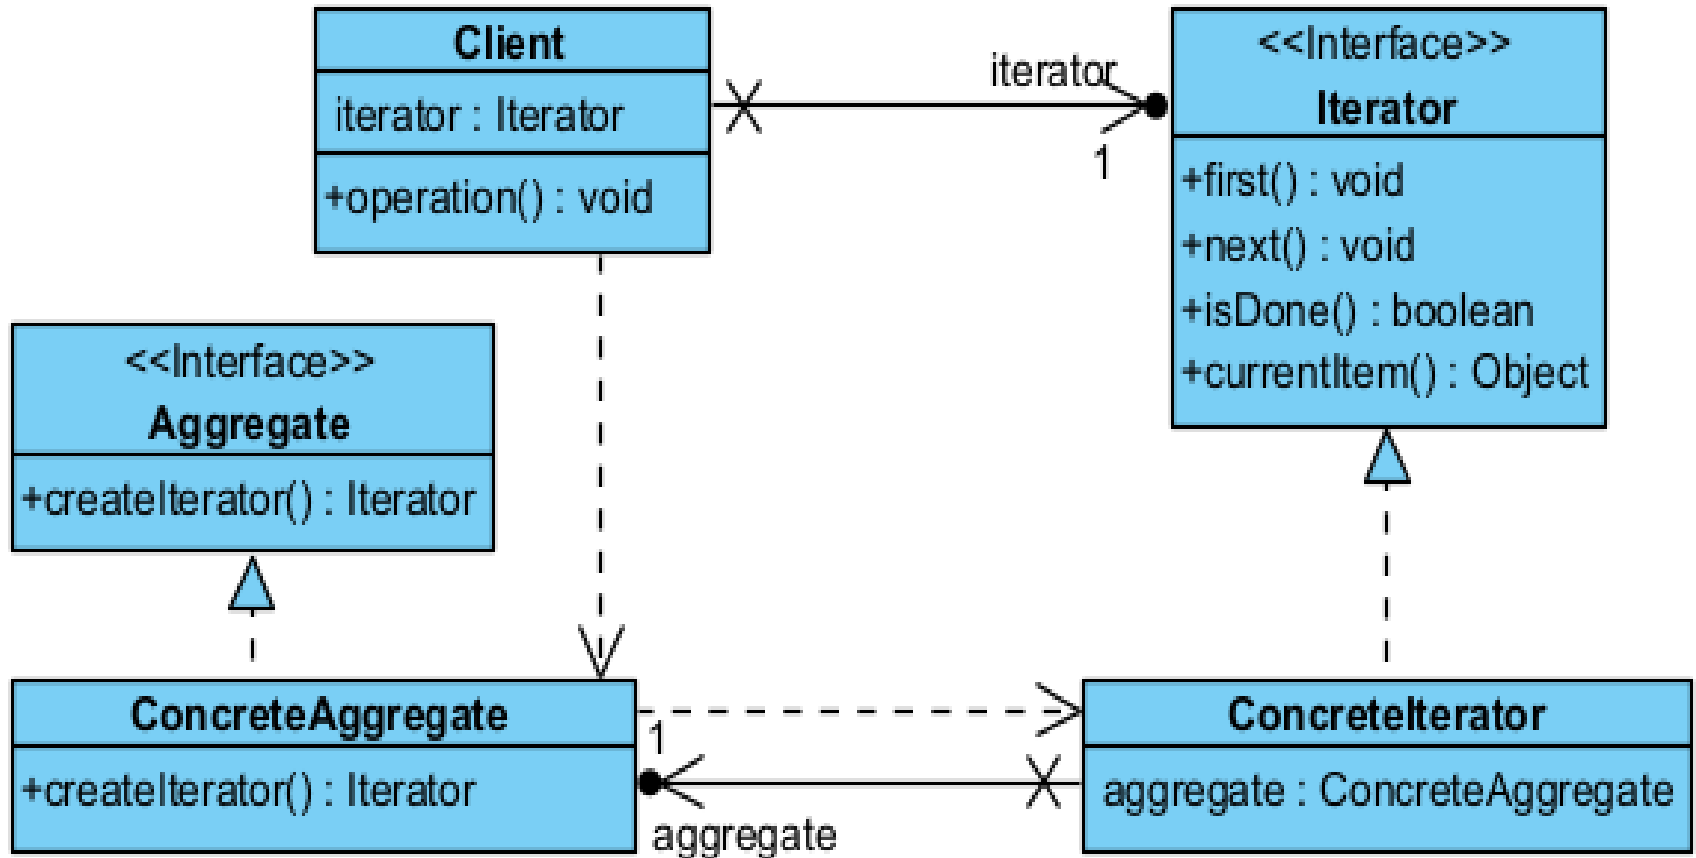 Client
iterator : Iterator
+operation() : void
iterator
1
<<Interface>>
Iterator
+first() : void
+next() : void
+isDone() : boolean
+currentItem() : Object
<<Interface>>
Aggregate
+createIterator() : Iterator
ConcreteAggregate
+createIterator() : Iterator
1
aggregate
ConcreteIterator
aggregate : ConcreteAggregate